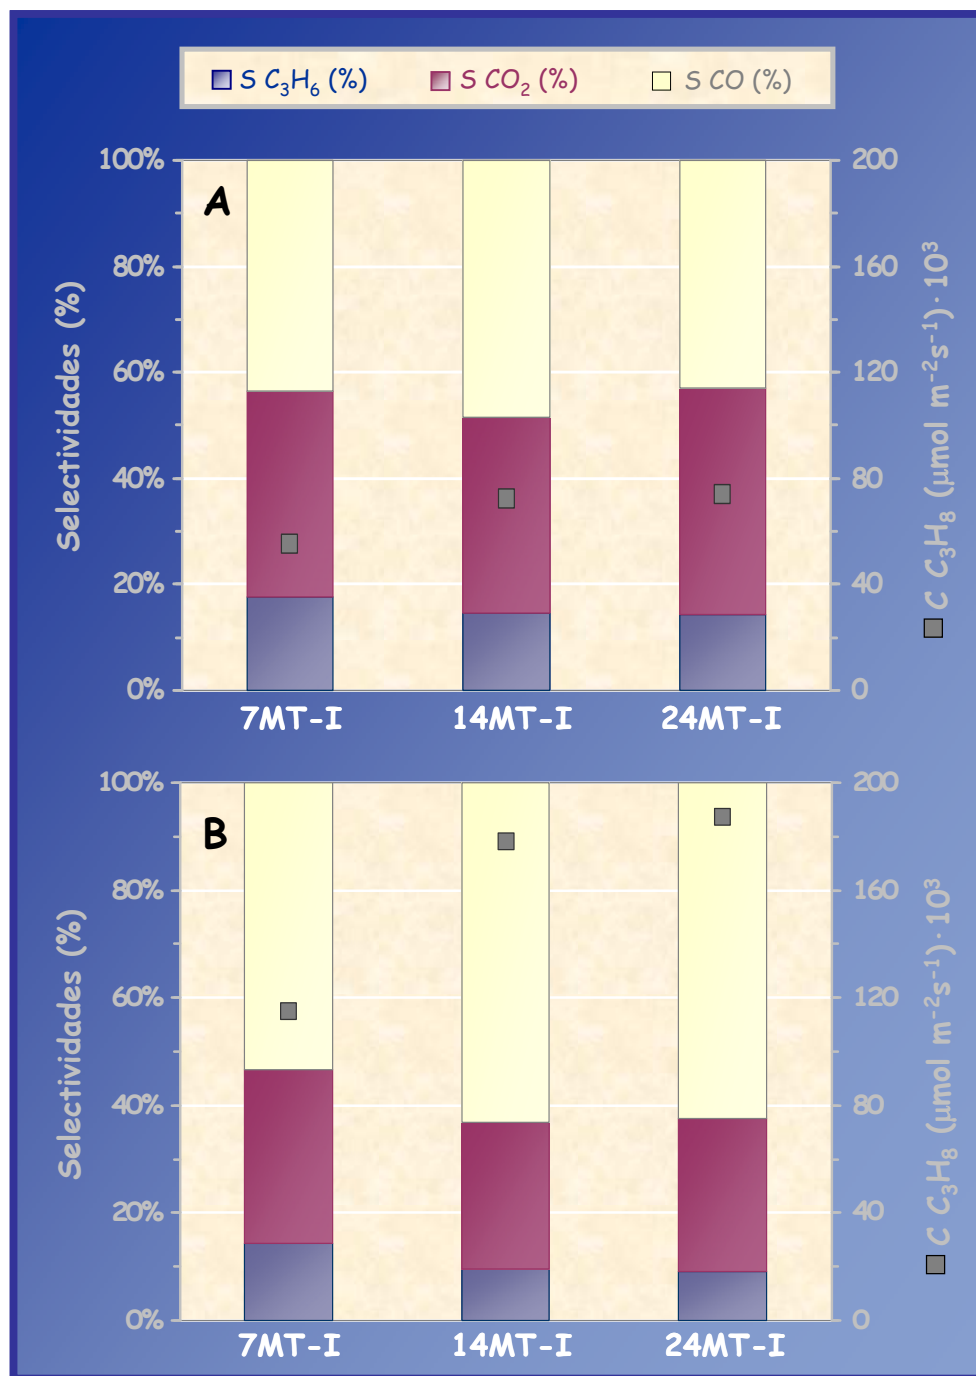 S C₃H₆ (%) S CO₂ (%) S CO (%)
A
Selectividades (%)
100%
80%
60%
40%
20%
0%
200
160
120
80
40
0
C C₃H₈ (μmol m⁻²s⁻¹)·10³
7MT-I 14MT-I 24MT-I
B
Selectividades (%)
100%
80%
60%
40%
20%
0%
200
160
120
80
40
0
C C₃H₈ (μmol m⁻²s⁻¹)·10³
7MT-I 14MT-I 24MT-I